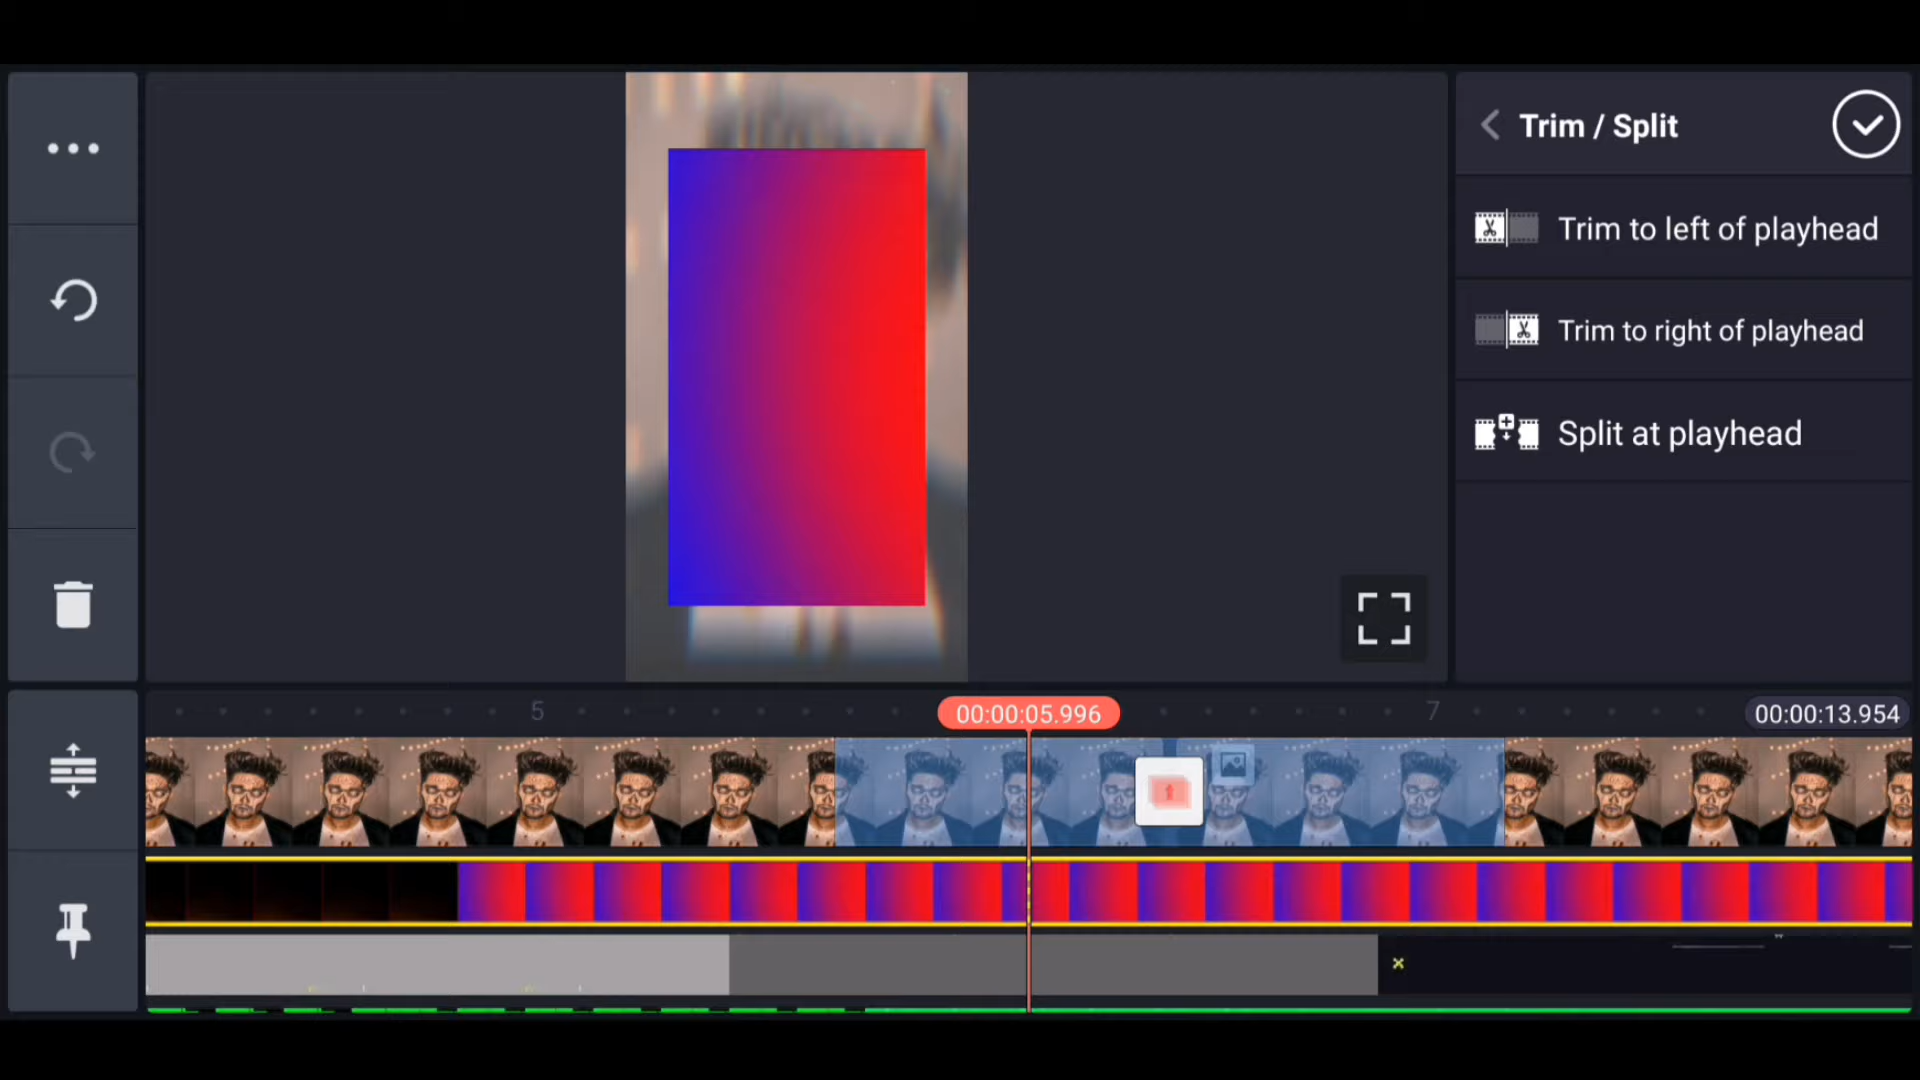 Trim / Split
Trim to left of playhead
Trim to right of playhead
Split at playhead
5
00:00:05.996
7
00:00:13.954